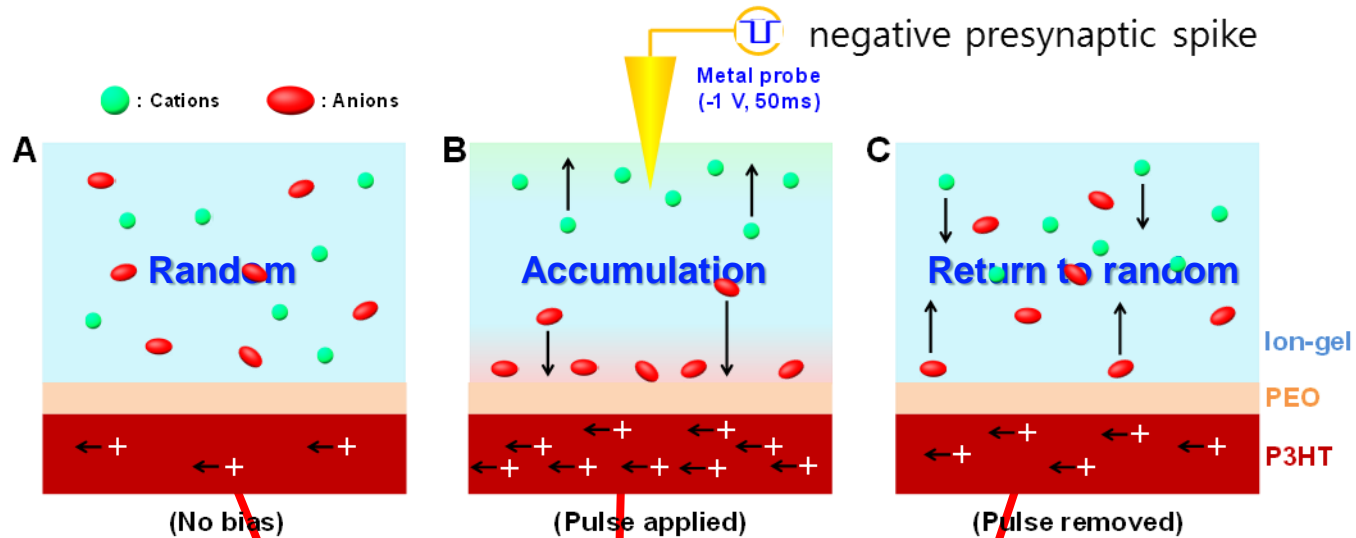 negative presynaptic spike
Metal probe
(-1 V, 50ms)
: Cations
: Anions
A
B
C
Random
Accumulation
Return to random
Ion-gel
PEO
P3HT
+ + +
+ + + + + + + + +
+ + + + +
(No bias)
(Pulse applied)
(Pulse removed)